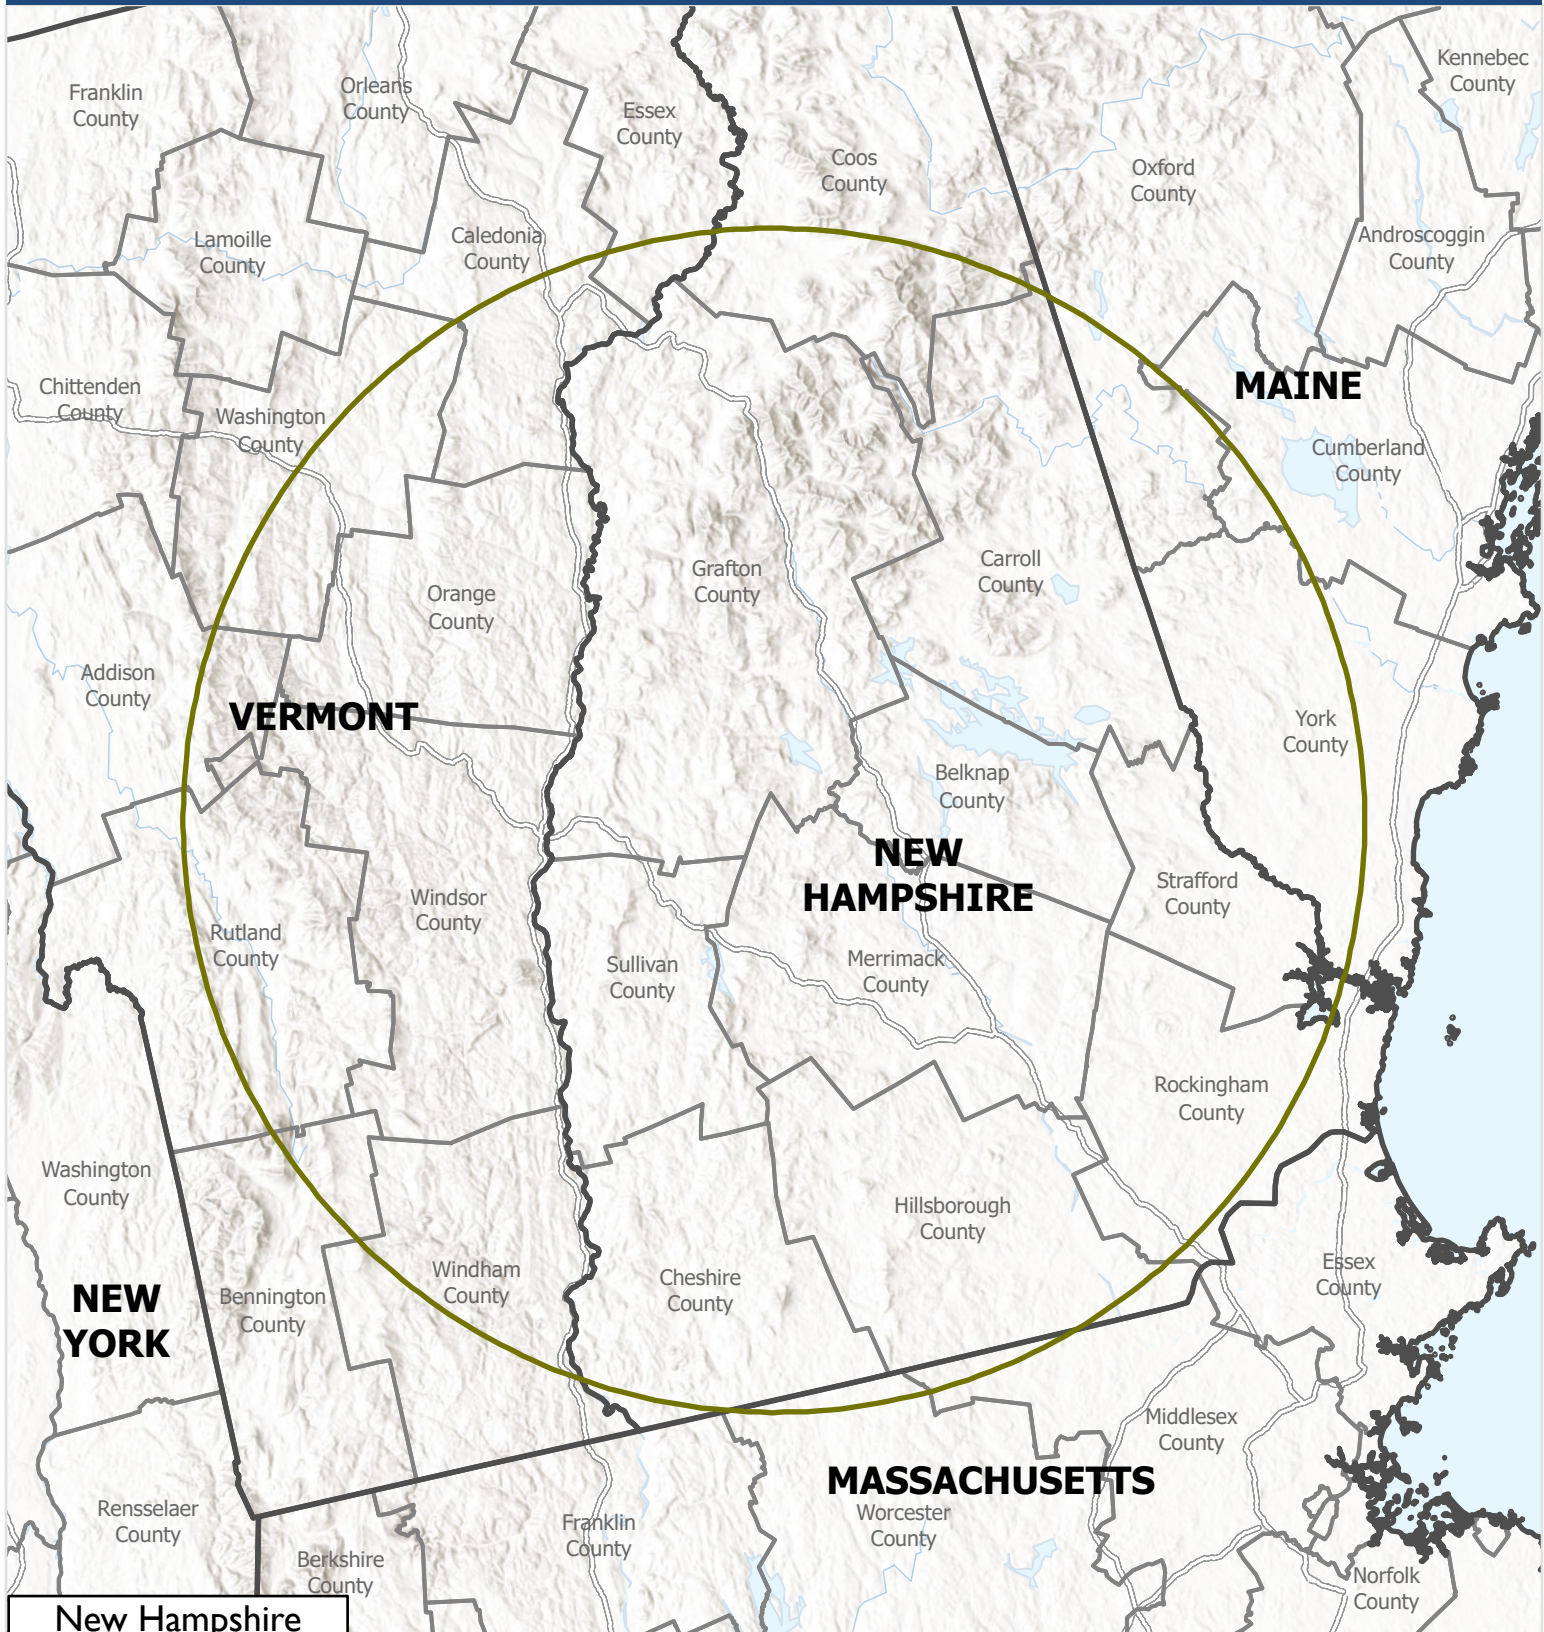 Kennebec
County
Franklin
County
Orleans
County
Essex
County
Coos
County
Oxford
County
Lamoille
County
Caledonia
County
Androscoggin
County
Chittenden
County
Washington
County
MAINE
Cumberland
County
Grafton
County
Carroll
County
Orange
County
Addison
County
VERMONT
York
County
Belknap
County
NEW
HAMPSHIRE
Strafford
County
Windsor
County
Rutland
County
Sullivan
County
Merrimack
County
Rockingham
County
Washington
County
Hillsborough
County
Windham
County
Cheshire
County
Essex
County
NEW
YORK
Bennington
County
Middlesex
County
MASSACHUSETTS
Worcester
County
Rensselaer
County
Franklin
County
Berkshire
County
Norfolk
County
New Hampshire